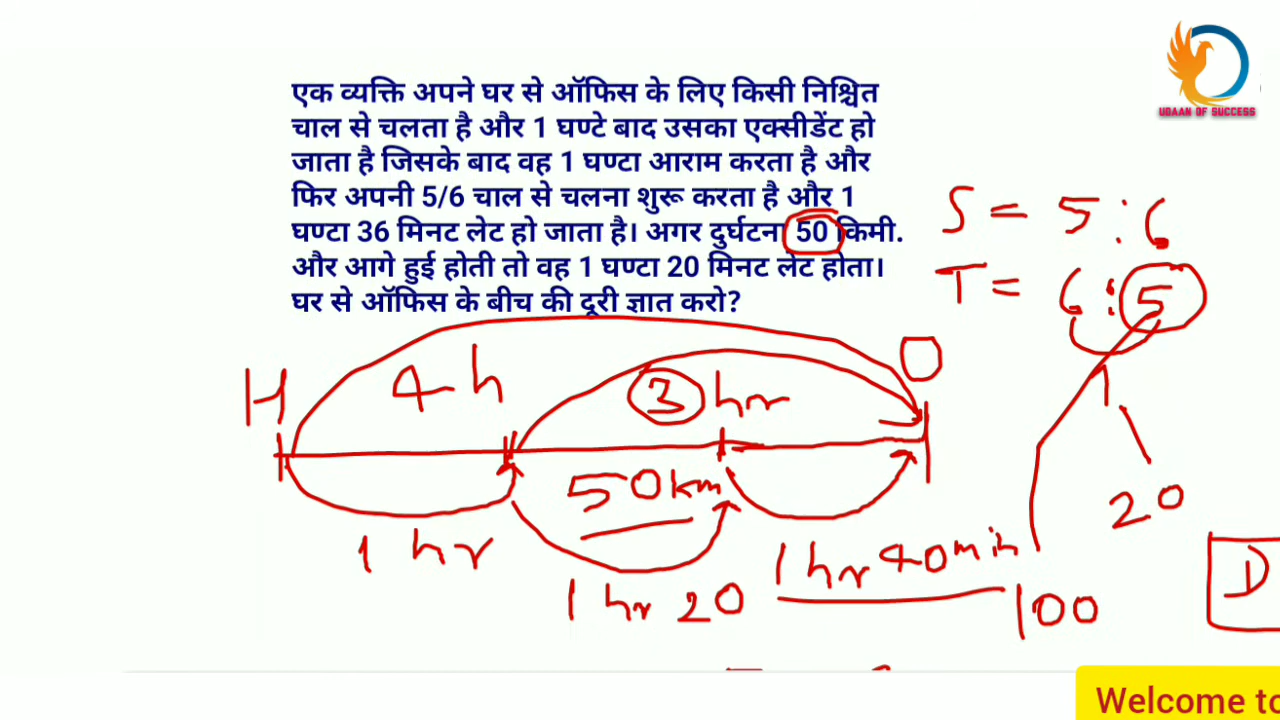 UDAAN OF SUCCESS
एक व्यक्ति अपने घर से ऑफिस के लिए किसी निश्चित
चाल से चलता है और 1 घण्टे बाद उसका एक्सीडेंट हो
जाता है जिसके बाद वह 1 घण्टा आराम करता है और
फिर अपनी 5/6 चाल से चलना शुरू करता है और 1
घण्टा 36 मिनट लेट हो जाता है। अगर दुर्घटना 50 किमी.
और आगे हुई होती तो वह 1 घण्टा 20 मिनट लेट होता।
घर से ऑफिस के बीच की दूरी ज्ञात करो?
S = 5 : 6
T = 6 : 5
1
20
100
H 4h 3 hr O
50km
1 hr
1 hr 20
1 hr 40 min
D
Welcome to